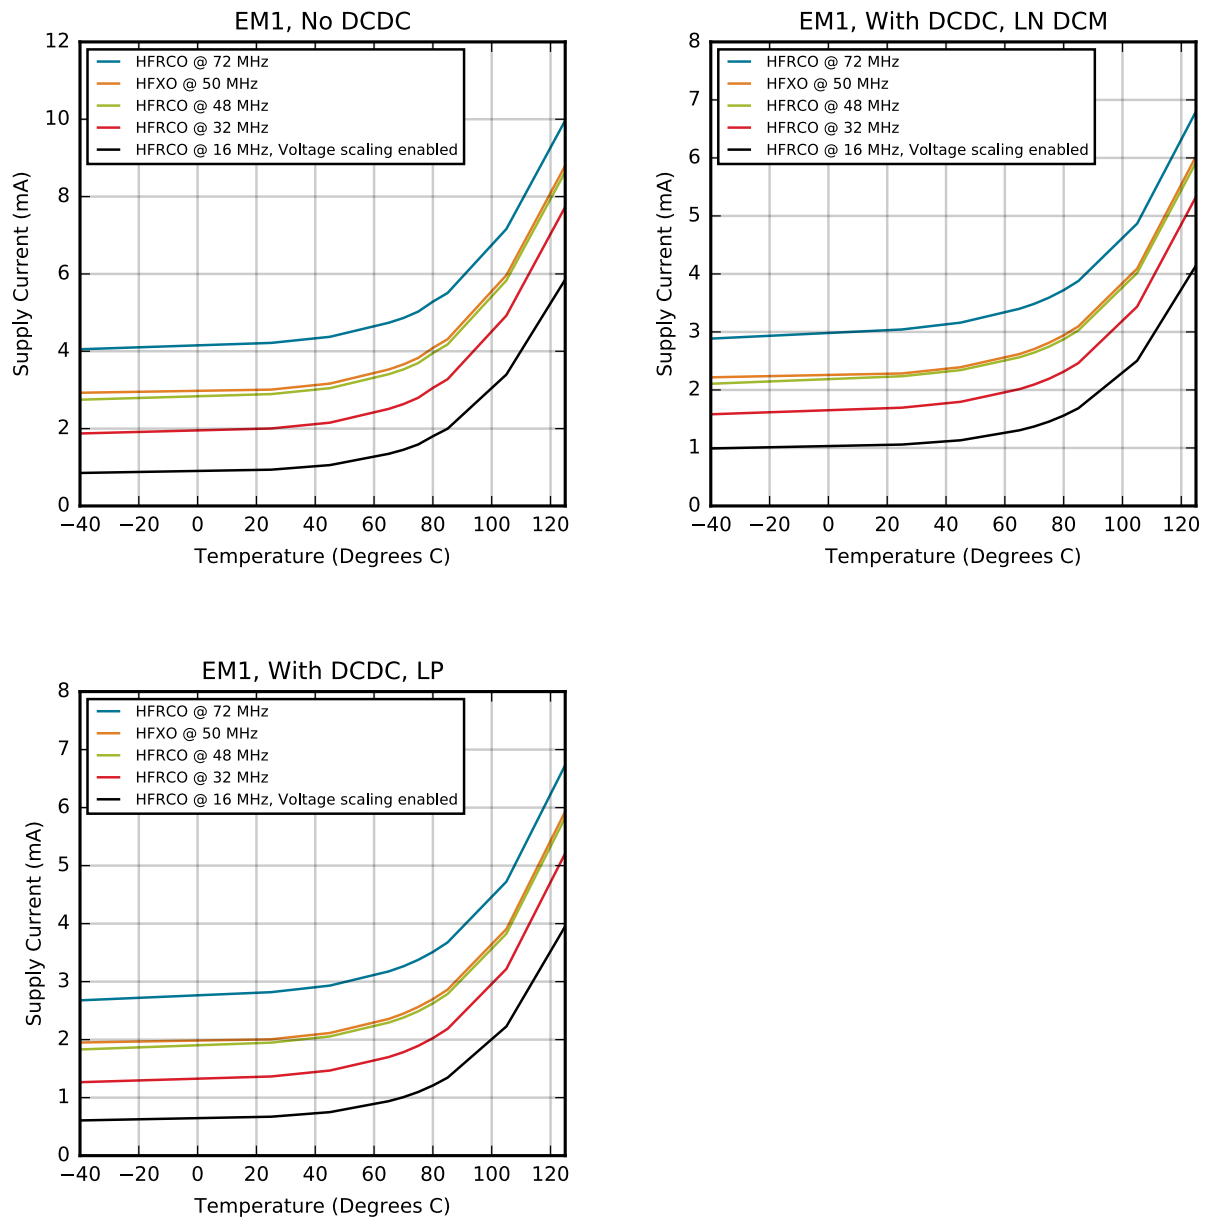 EM1, No DCDC
12
10
8
6
4
2
0
Supply Current (mA)
HFRCO @ 72 MHz
HFXO @ 50 MHz
HFRCO @ 48 MHz
HFRCO @ 32 MHz
HFRCO @ 16 MHz, Voltage scaling enabled
−40 −20 0 20 40 60 80 100 120
Temperature (Degrees C)
EM1, With DCDC, LN DCM
8
7
6
5
4
3
2
1
0
Supply Current (mA)
HFRCO @ 72 MHz
HFXO @ 50 MHz
HFRCO @ 48 MHz
HFRCO @ 32 MHz
HFRCO @ 16 MHz, Voltage scaling enabled
−40 −20 0 20 40 60 80 100 120
Temperature (Degrees C)
EM1, With DCDC, LP
8
7
6
5
4
3
2
1
0
Supply Current (mA)
HFRCO @ 72 MHz
HFXO @ 50 MHz
HFRCO @ 48 MHz
HFRCO @ 32 MHz
HFRCO @ 16 MHz, Voltage scaling enabled
−40 −20 0 20 40 60 80 100 120
Temperature (Degrees C)